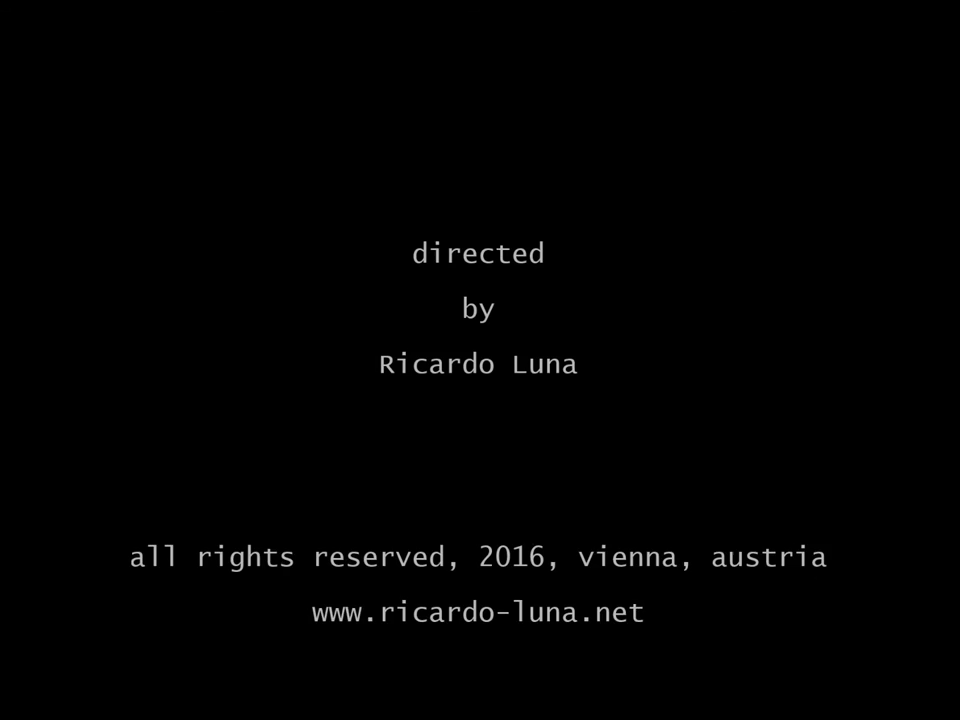 directed
by
Ricardo Luna
all rights reserved, 2016, vienna, austria
www.ricardo-luna.net